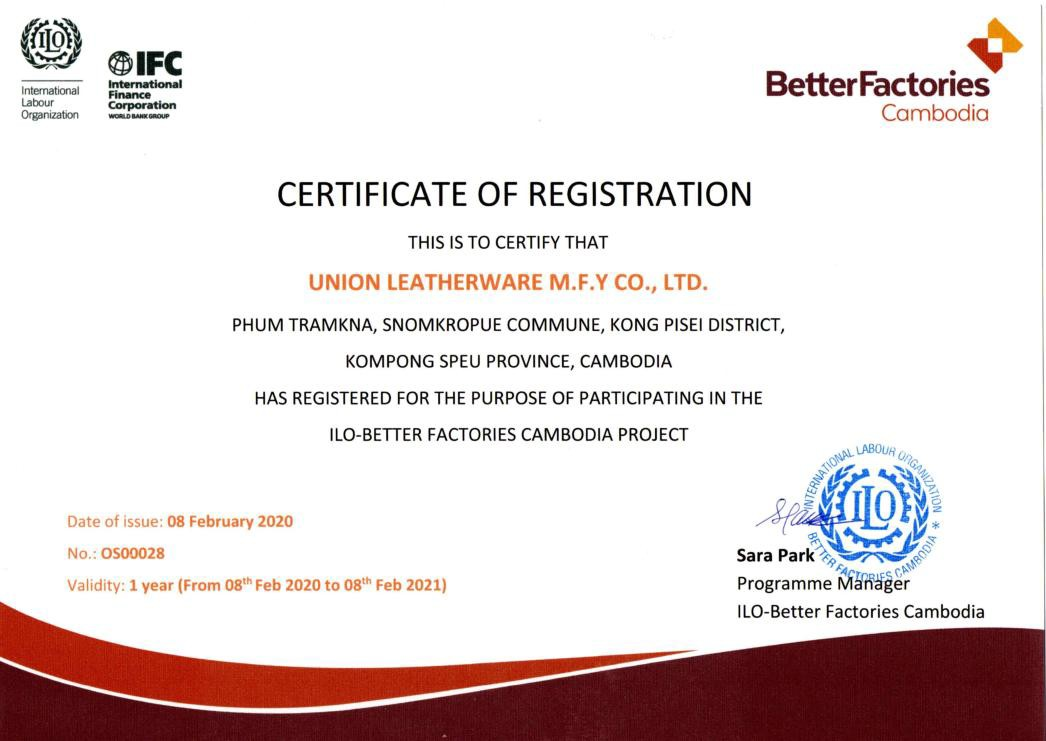 ILO
International
Labour
Organization
IFC
International
Finance
Corporation
WORLD BANK GROUP
BetterFactories
Cambodia
CERTIFICATE OF REGISTRATION
THIS IS TO CERTIFY THAT
UNION LEATHERWARE M.F.Y CO., LTD.
PHUM TRAMKNA, SNOMKROPUE COMMUNE, KONG PISEI DISTRICT,
KOMPONG SPEU PROVINCE, CAMBODIA
HAS REGISTERED FOR THE PURPOSE OF PARTICIPATING IN THE
ILO-BETTER FACTORIES CAMBODIA PROJECT
Date of issue: 08 February 2020
No.: OS00028
Validity: 1 year (From 08th Feb 2020 to 08th Feb 2021)
INTERNATIONAL LABOUR ORGANIZATION
ILO
BETTER FACTORIES CAMBODIA *
Sara Park
Programme Manager
ILO-Better Factories Cambodia